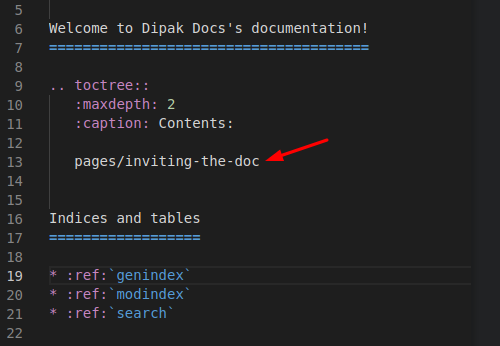 5
6 Welcome to Dipak Docs's documentation!
7 ======================================
8
9 .. toctree::
10    :maxdepth: 2
11    :caption: Contents:
12
13    pages/inviting-the-doc
14
15
16 Indices and tables
17 ==================
18
19 * :ref:`genindex`
20 * :ref:`modindex`
21 * :ref:`search`
22